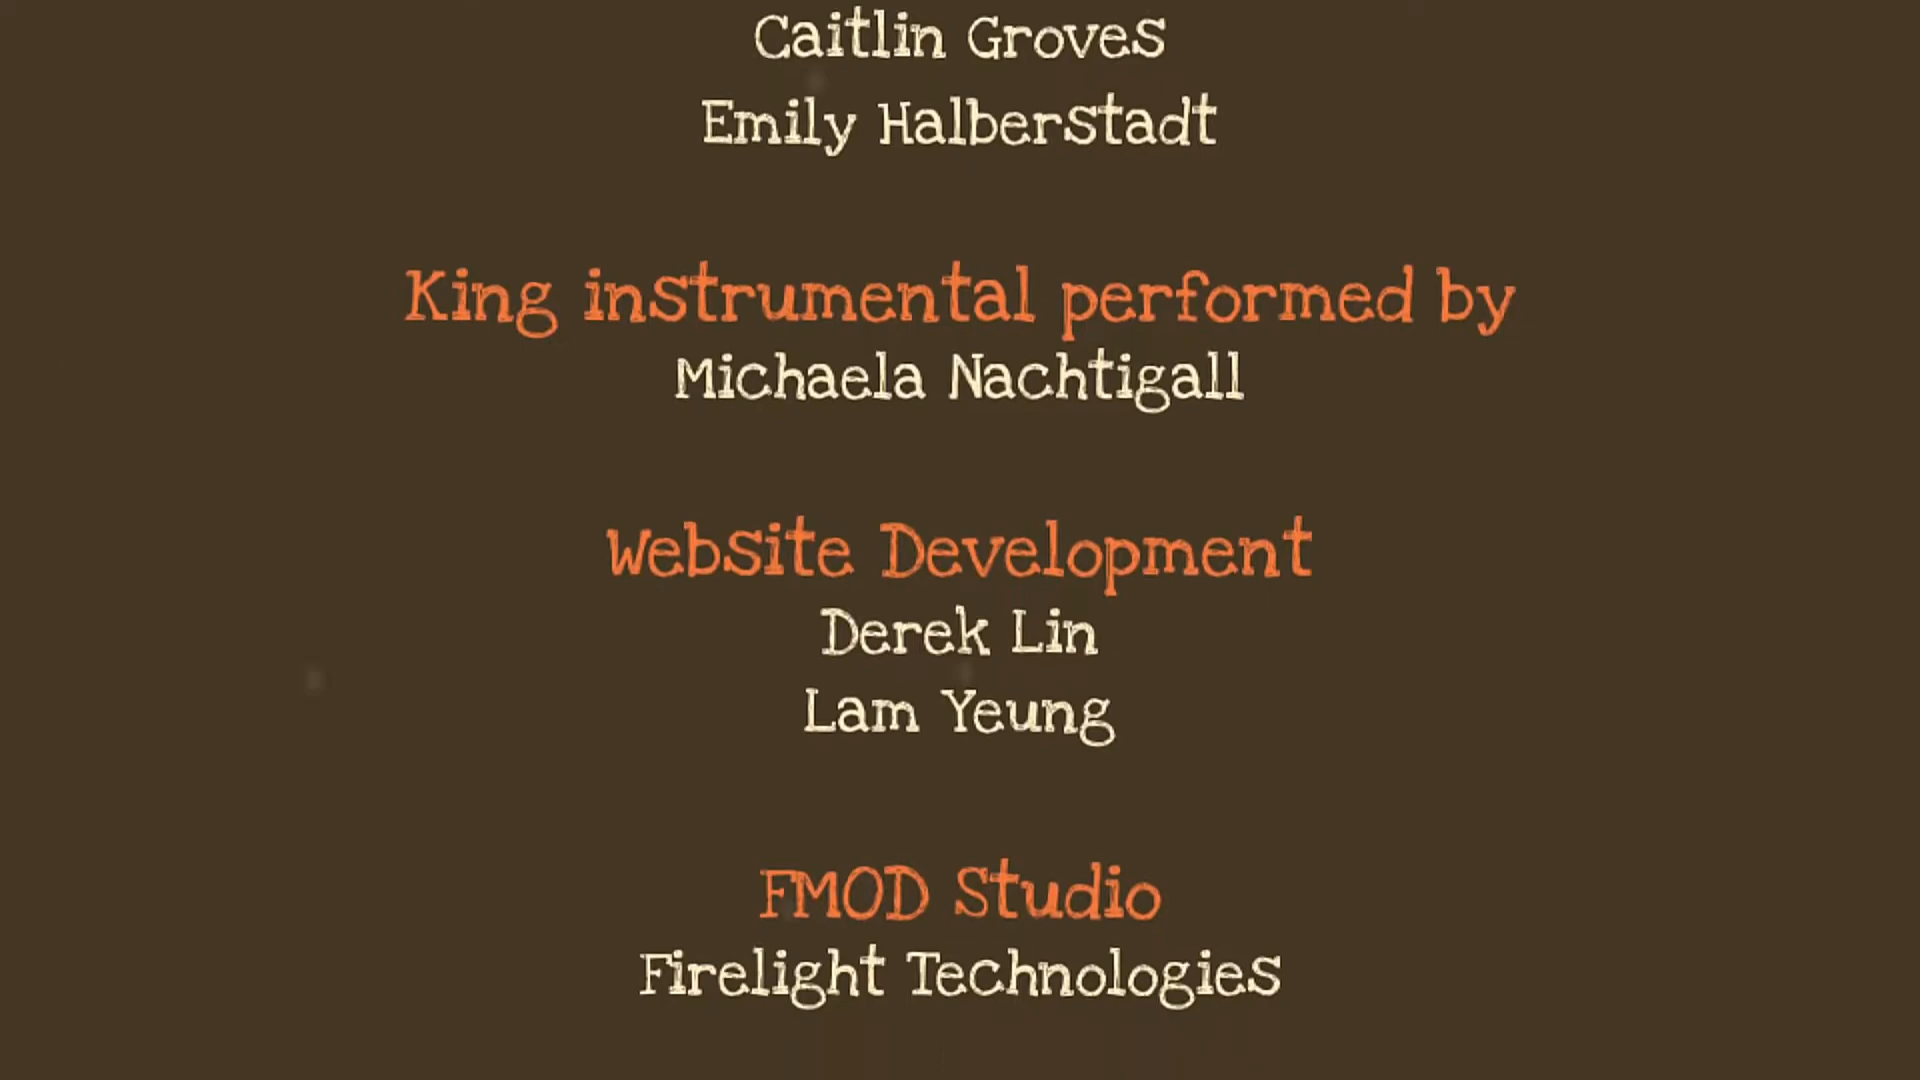 Caitlin Groves
Emily Halberstadt
King instrumental performed by
Michaela Nachtigall
Website Development
Derek Lin
Lam Yeung
FMOD Studio
Firelight Technologies